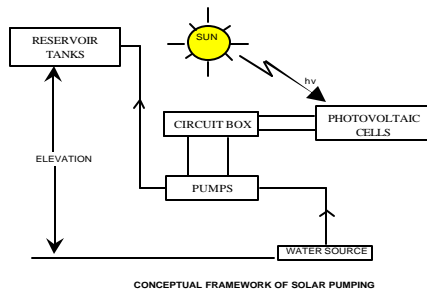 RESERVOIR
TANKS
SUN
hv
CIRCUIT BOX
PHOTOVOLTAIC
CELLS
ELEVATION
PUMPS
WATER SOURCE
CONCEPTUAL FRAMEWORK OF SOLAR PUMPING